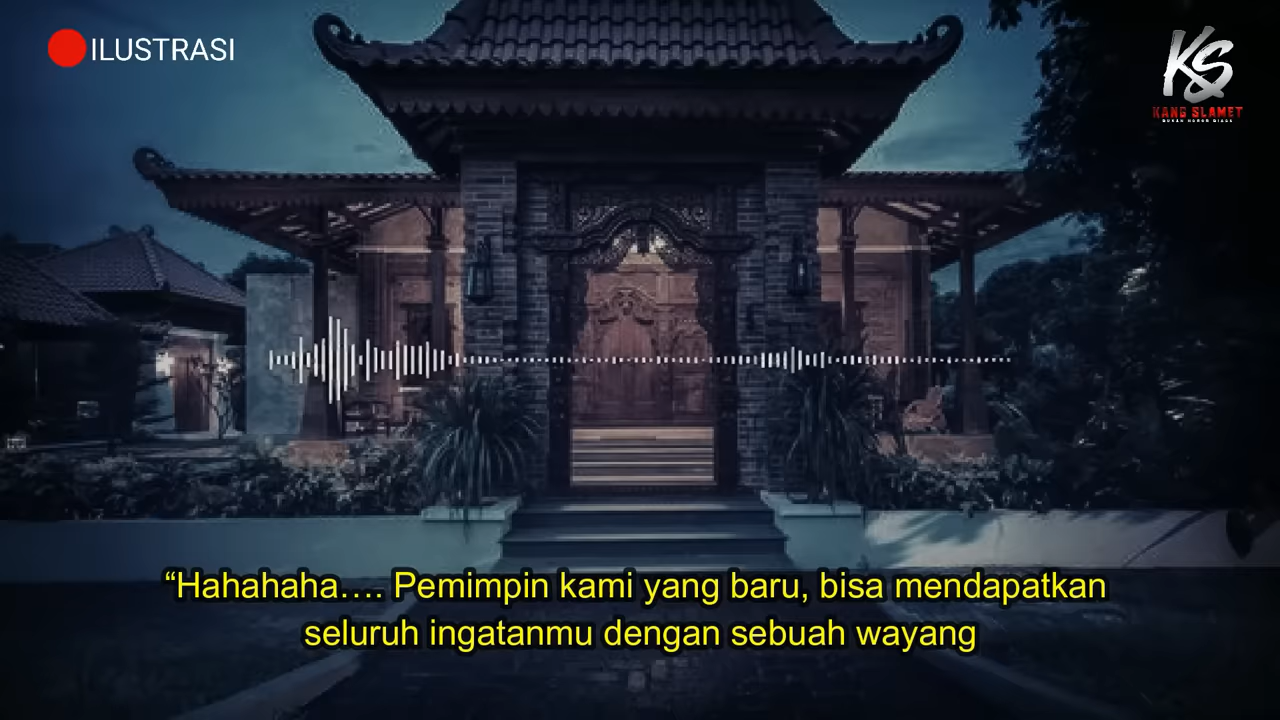 ILUSTRASI
KS
KANG SLAMET
“Hahahaha…. Pemimpin kami yang baru, bisa mendapatkan
seluruh ingatanmu dengan sebuah wayang